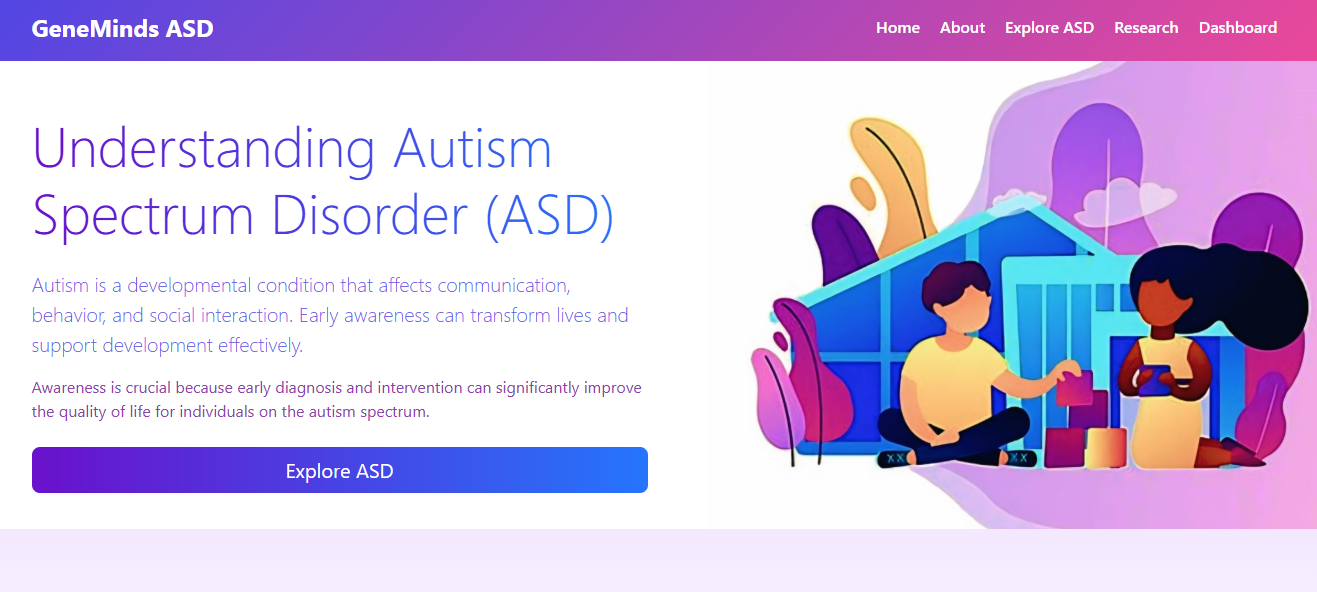 GeneMinds ASD
Home About Explore ASD Research Dashboard
Understanding Autism
Spectrum Disorder (ASD)
Autism is a developmental condition that affects communication,
behavior, and social interaction. Early awareness can transform lives and
support development effectively.
Awareness is crucial because early diagnosis and intervention can significantly improve
the quality of life for individuals on the autism spectrum.
Explore ASD